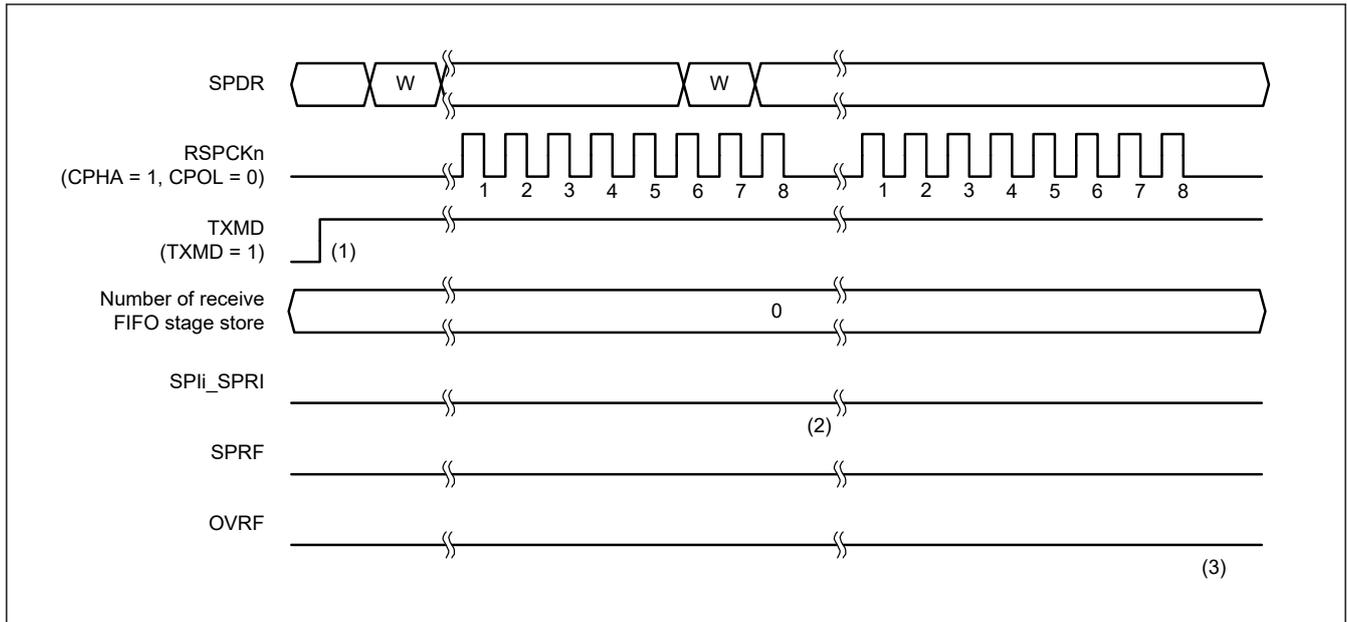 SPDR
W
W
RSPCKn
(CPHA = 1, CPOL = 0)
1 2 3 4 5 6 7 8
1 2 3 4 5 6 7 8
TXMD
(TXMD = 1)
(1)
Number of receive
FIFO stage store
0
SPIi_SPRI
(2)
SPRF
OVRF
(3)